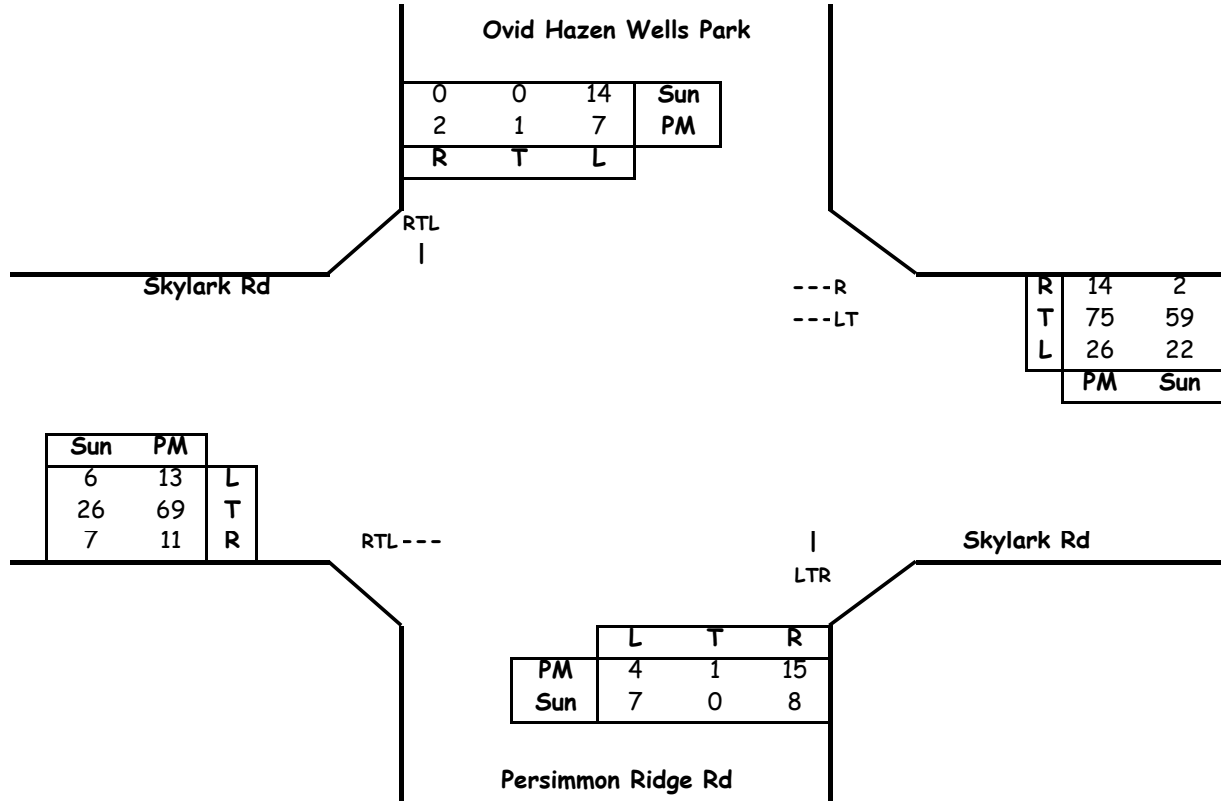 Ovid Hazen Wells Park
0 0 14 Sun
2 1 7 PM
R T L
RTL
Skylark Rd
---R
---LT
R 14 2
T 75 59
L 26 22
PM Sun
Sun PM
6 13 L
26 69 T
7 11 R
RTL---
LTR
Skylark Rd
L T R
PM 4 1 15
Sun 7 0 8
Persimmon Ridge Rd